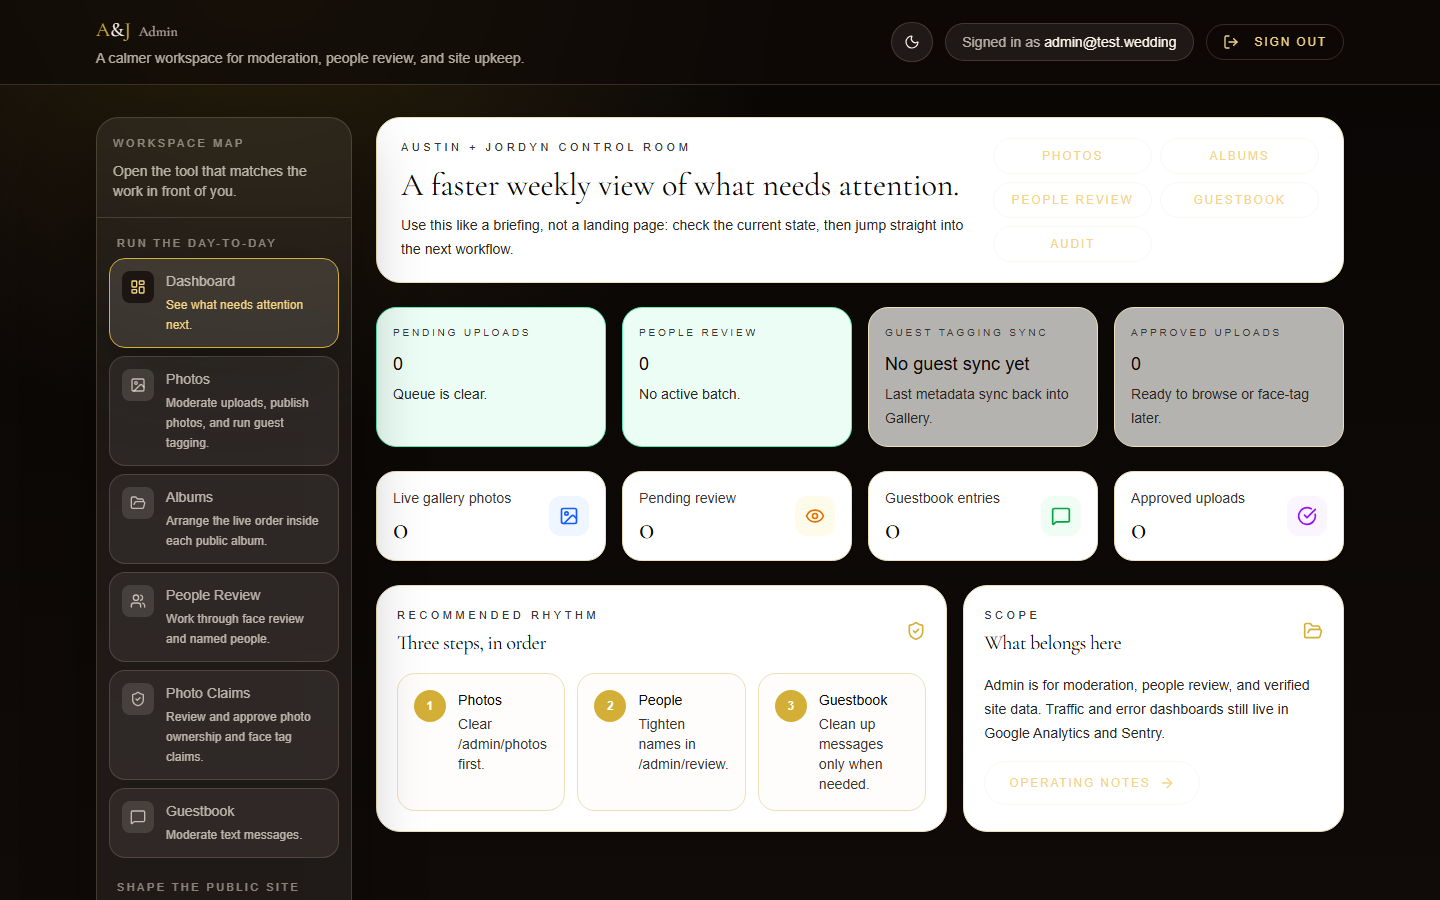 A&J Admin
A calmer workspace for moderation, people review, and site upkeep.
Signed in as admin@test.wedding
SIGN OUT
WORKSPACE MAP
Open the tool that matches the
work in front of you.
RUN THE DAY-TO-DAY
Dashboard
See what needs attention
next.
Photos
Moderate uploads, publish
photos, and run guest
tagging.
Albums
Arrange the live order inside
each public album.
People Review
Work through face review
and named people.
Photo Claims
Review and approve photo
ownership and face tag
claims.
Guestbook
Moderate text messages.
SHAPE THE PUBLIC SITE
AUSTIN + JORDYN CONTROL ROOM
A faster weekly view of what needs attention.
Use this like a briefing, not a landing page: check the current state, then jump straight into
the next workflow.
PHOTOS
ALBUMS
PEOPLE REVIEW
GUESTBOOK
AUDIT
PENDING UPLOADS
0
Queue is clear.
PEOPLE REVIEW
0
No active batch.
GUEST TAGGING SYNC
No guest sync yet
Last metadata sync back into
Gallery.
APPROVED UPLOADS
0
Ready to browse or face-tag
later.
Live gallery photos
0
Pending review
0
Guestbook entries
0
Approved uploads
0
RECOMMENDED RHYTHM
Three steps, in order
1
Photos
Clear
/admin/photos
first.
2
People
Tighten
names in
/admin/review.
3
Guestbook
Clean up
messages
only when
needed.
SCOPE
What belongs here
Admin is for moderation, people review, and verified
site data. Traffic and error dashboards still live in
Google Analytics and Sentry.
OPERATING NOTES